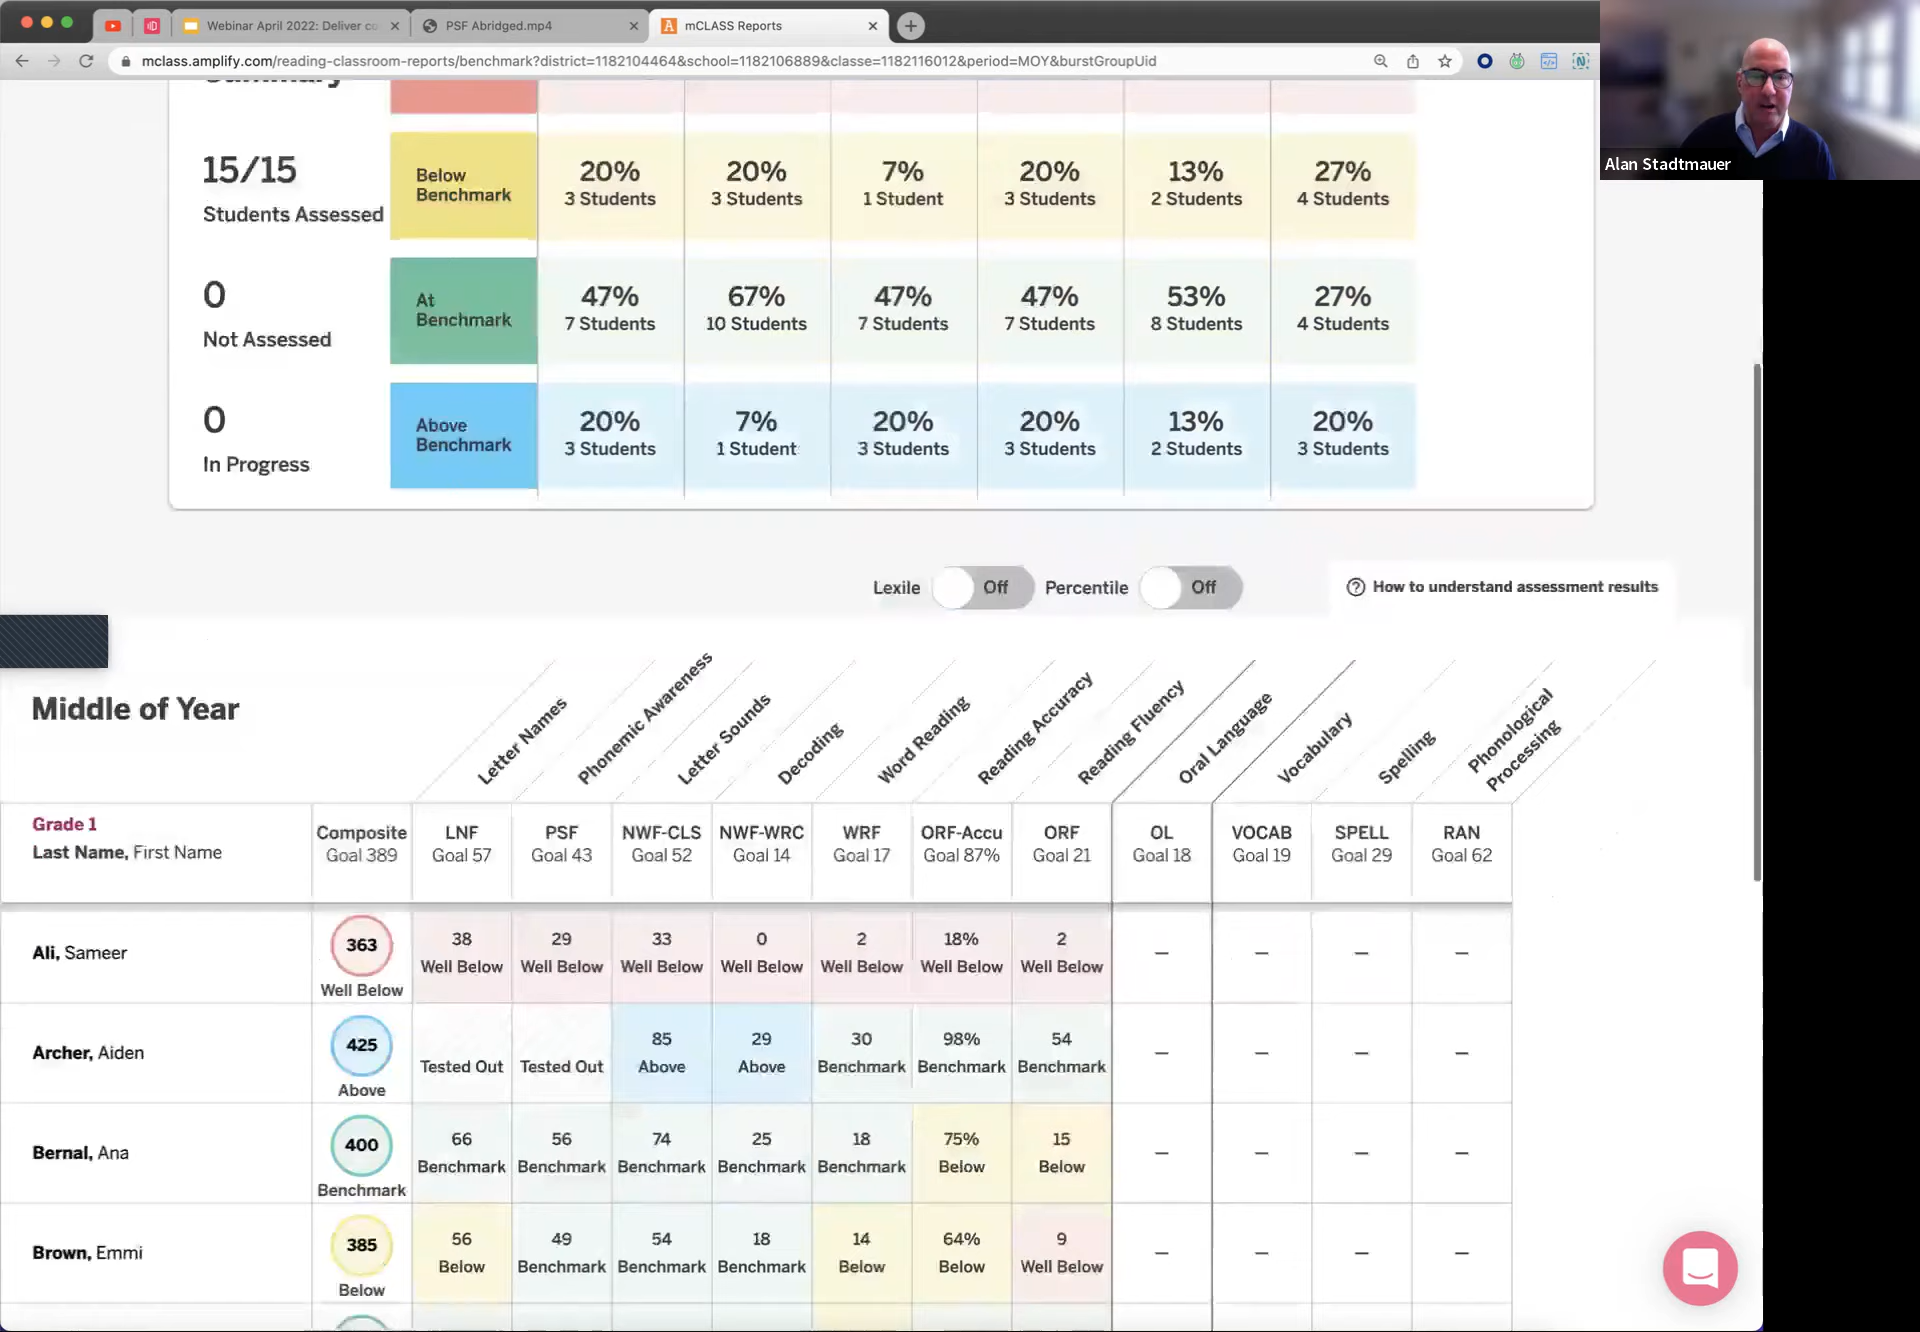 Webinar April 2022: Deliver co
PSF Abridged.mp4
mCLASS Reports
mclass.amplify.com/reading-classroom-reports/benchmark?district=1182104464&school=1182106889&classe=1182116012&period=MOY&burstGroupUid
Alan Stadtmauer
Summary
15/15
Students Assessed
Below
Benchmark
20% 20% 7% 20% 13% 27%
3 Students 3 Students 1 Student 3 Students 2 Students 4 Students
0
Not Assessed
At
Benchmark
47% 67% 47% 47% 53% 27%
7 Students 10 Students 7 Students 7 Students 8 Students 4 Students
0
In Progress
Above
Benchmark
20% 7% 20% 20% 13% 20%
3 Students 1 Student 3 Students 3 Students 2 Students 3 Students
Lexile Off Percentile Off ? How to understand assessment results
Middle of Year
Letter Names
Phonemic Awareness
Letter Sounds
Decoding
Word Reading
Reading Accuracy
Reading Fluency
Oral Language
Vocabulary
Spelling
Phonological
Processing
Grade 1
Last Name, First Name
Composite LNF PSF NWF-CLS NWF-WRC WRF ORF-Accu ORF OL VOCAB SPELL RAN
Goal 389 Goal 57 Goal 43 Goal 52 Goal 14 Goal 17 Goal 87% Goal 21 Goal 18 Goal 19 Goal 29 Goal 62
Ali, Sameer
363 38 29 33 0 2 18% 2 – – – –
Well Below Well Below Well Below Well Below Well Below Well Below Well Below Well Below
Archer, Aiden
425 85 29 30 98% 54 – – – –
Above Tested Out Tested Out Above Above Benchmark Benchmark Benchmark
Bernal, Ana
400 66 56 74 25 18 75% 15 – – – –
Benchmark Benchmark Benchmark Benchmark Benchmark Benchmark Below Below
Brown, Emmi
385 56 49 54 18 14 64% 9 – – – –
Below Below Benchmark Benchmark Benchmark Below Below Well Below